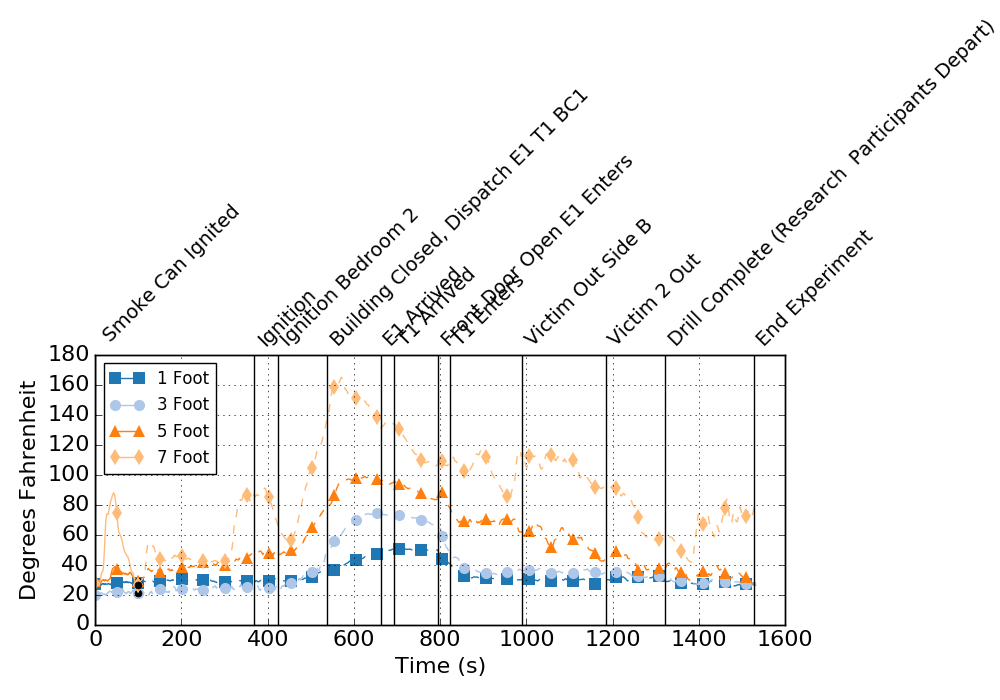 Smoke Can Ignited
Ignition
Ignition Bedroom 2
Building Closed, Dispatch E1 T1 BC1
E1 Arrived
T1 Arrived
Front Door Open E1 Enters
T1 Enters
Victim Out Side B
Victim 2 Out
Drill Complete (Research  Participants Depart)
End Experiment
180
160
140
120
100
80
60
40
20
0
Degrees Fahrenheit
1 Foot
3 Foot
5 Foot
7 Foot
0 200 400 600 800 1000 1200 1400 1600
Time (s)